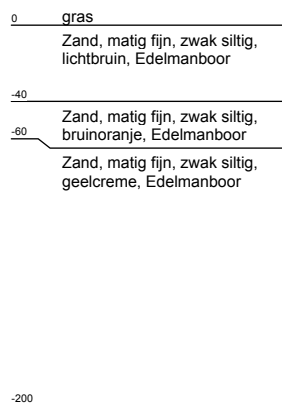 0 gras
Zand, matig fijn, zwak siltig,
lichtbruin, Edelmanboor
-40
Zand, matig fijn, zwak siltig,
-60 bruinoranje, Edelmanboor
Zand, matig fijn, zwak siltig,
geelcreme, Edelmanboor
-200